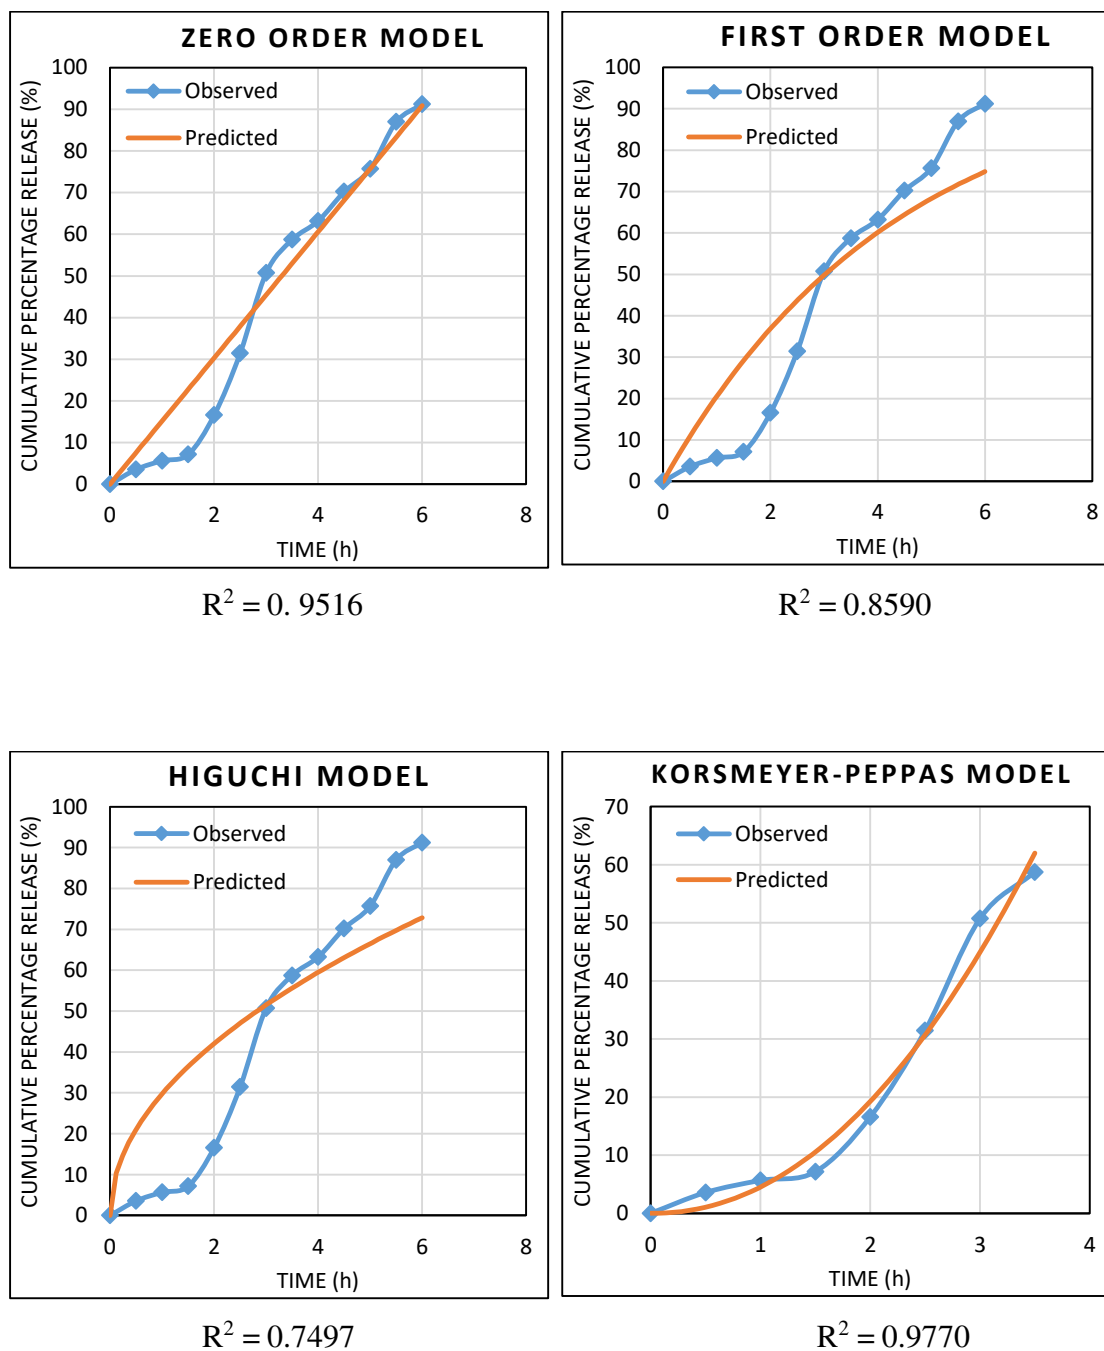 ZERO ORDER MODEL
CUMULATIVE PERCENTAGE RELEASE (%)
100
90
80
70
60
50
40
30
20
10
0
Observed
Predicted
0 2 4 6 8
TIME (h)
R² = 0. 9516
FIRST ORDER MODEL
CUMULATIVE PERCENTAGE RELEASE (%)
100
90
80
70
60
50
40
30
20
10
0
Observed
Predicted
0 2 4 6 8
TIME (h)
R² = 0.8590
HIGUCHI MODEL
CUMULATIVE PERCENTAGE RELEASE (%)
100
90
80
70
60
50
40
30
20
10
0
Observed
Predicted
0 2 4 6 8
TIME (h)
R² = 0.7497
KORSMEYER-PEPPAS MODEL
CUMULATIVE PERCENTAGE RELEASE (%)
70
60
50
40
30
20
10
0
Observed
Predicted
0 1 2 3 4
TIME (h)
R² = 0.9770